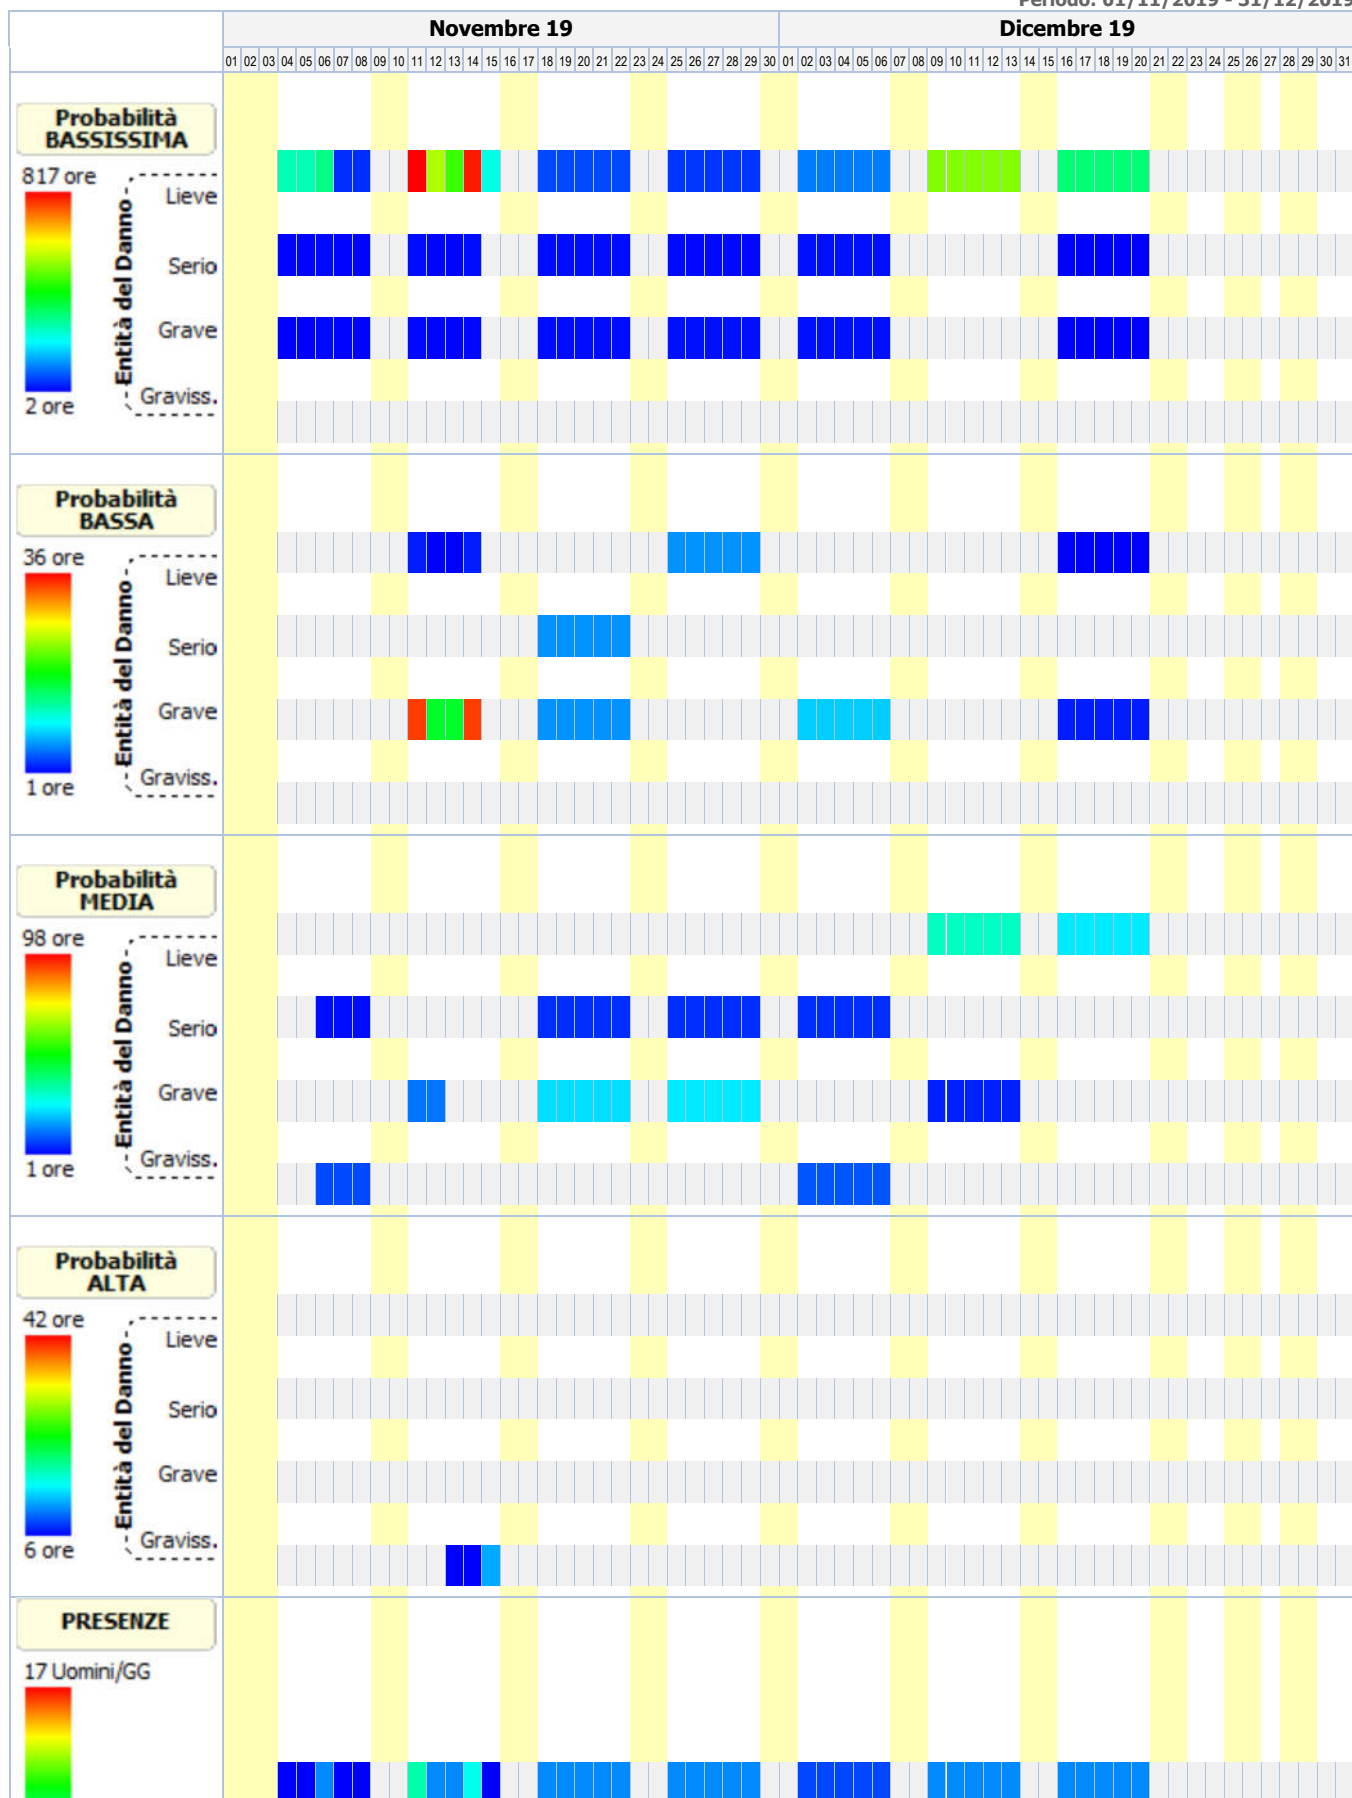 Periodo: 01/11/2019 - 31/12/2019
Novembre 19 Dicembre 19
01 02 03 04 05 06 07 08 09 10 11 12 13 14 15 16 17 18 19 20 21 22 23 24 25 26 27 28 29 30 01 02 03 04 05 06 07 08 09 10 11 12 13 14 15 16 17 18 19 20 21 22 23 24 25 26 27 28 29 30 31
Probabilità
BASSISSIMA
817 ore
Entità del Danno
Lieve
Serio
Grave
Graviss.
2 ore
Probabilità
BASSA
36 ore
Entità del Danno
Lieve
Serio
Grave
Graviss.
1 ore
Probabilità
MEDIA
98 ore
Entità del Danno
Lieve
Serio
Grave
Graviss.
1 ore
Probabilità
ALTA
42 ore
Entità del Danno
Lieve
Serio
Grave
Graviss.
6 ore
PRESENZE
17 Uomini/GG